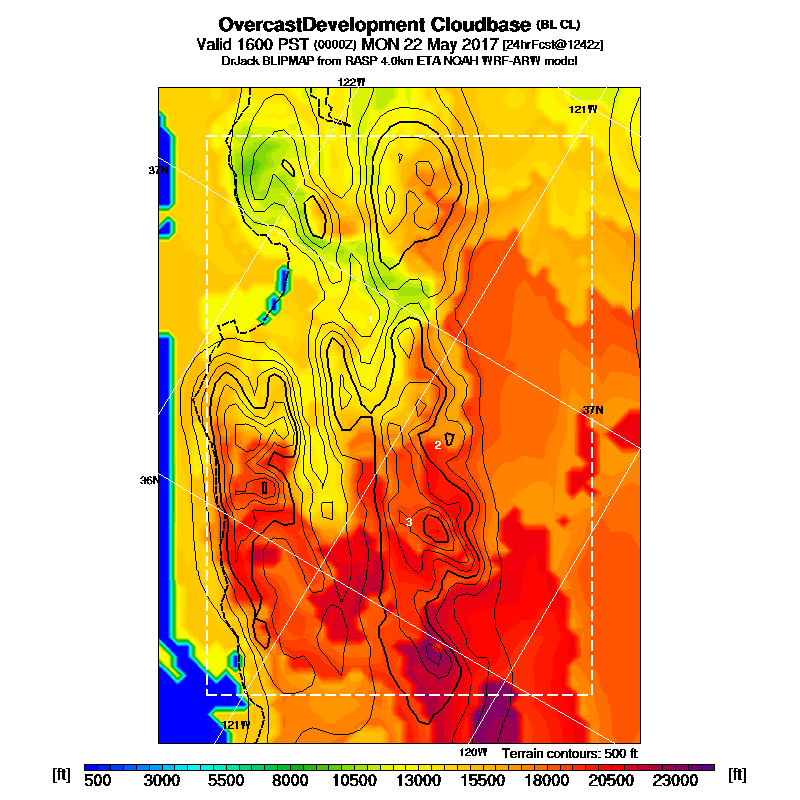 OvercastDevelopment Cloudbase (BL CL)
Valid 1600 PST (0000Z) MON 22 May 2017 [24hrFcst@1242z]
DrJack BLIPMAP from RASP 4.0km ETA NOAH WRF-ARW model
122W
121W
37N
1
37N
2
36N
3
121W
120W Terrain contours: 500 ft
[ft] 500 3000 5500 8000 10500 13000 15500 18000 20500 23000 [ft]